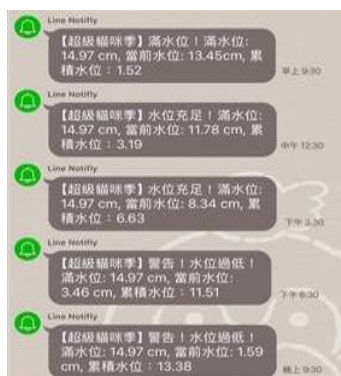 Line Notifly
【超級貓咪季】滿水位！滿水位:
14.97 cm, 當前水位: 13.45cm, 累
積水位：1.52
早上 9:30
Line Notifly
【超級貓咪季】水位充足！滿水位:
14.97 cm, 當前水位: 11.78 cm, 累
積水位：3.19
中午 12:30
Line Notifly
【超級貓咪季】水位充足！滿水位:
14.97 cm, 當前水位: 8.34 cm, 累
積水位：6.63
下午 3:30
Line Notifly
【超級貓咪季】警告！水位過低！
滿水位: 14.97 cm, 當前水位:
3.46 cm, 累積水位：11.51
下午 6:30
Line Notifly
【超級貓咪季】警告！水位過低！
滿水位: 14.97 cm, 當前水位: 1.59
cm, 累積水位：13.38
晚上 9:30